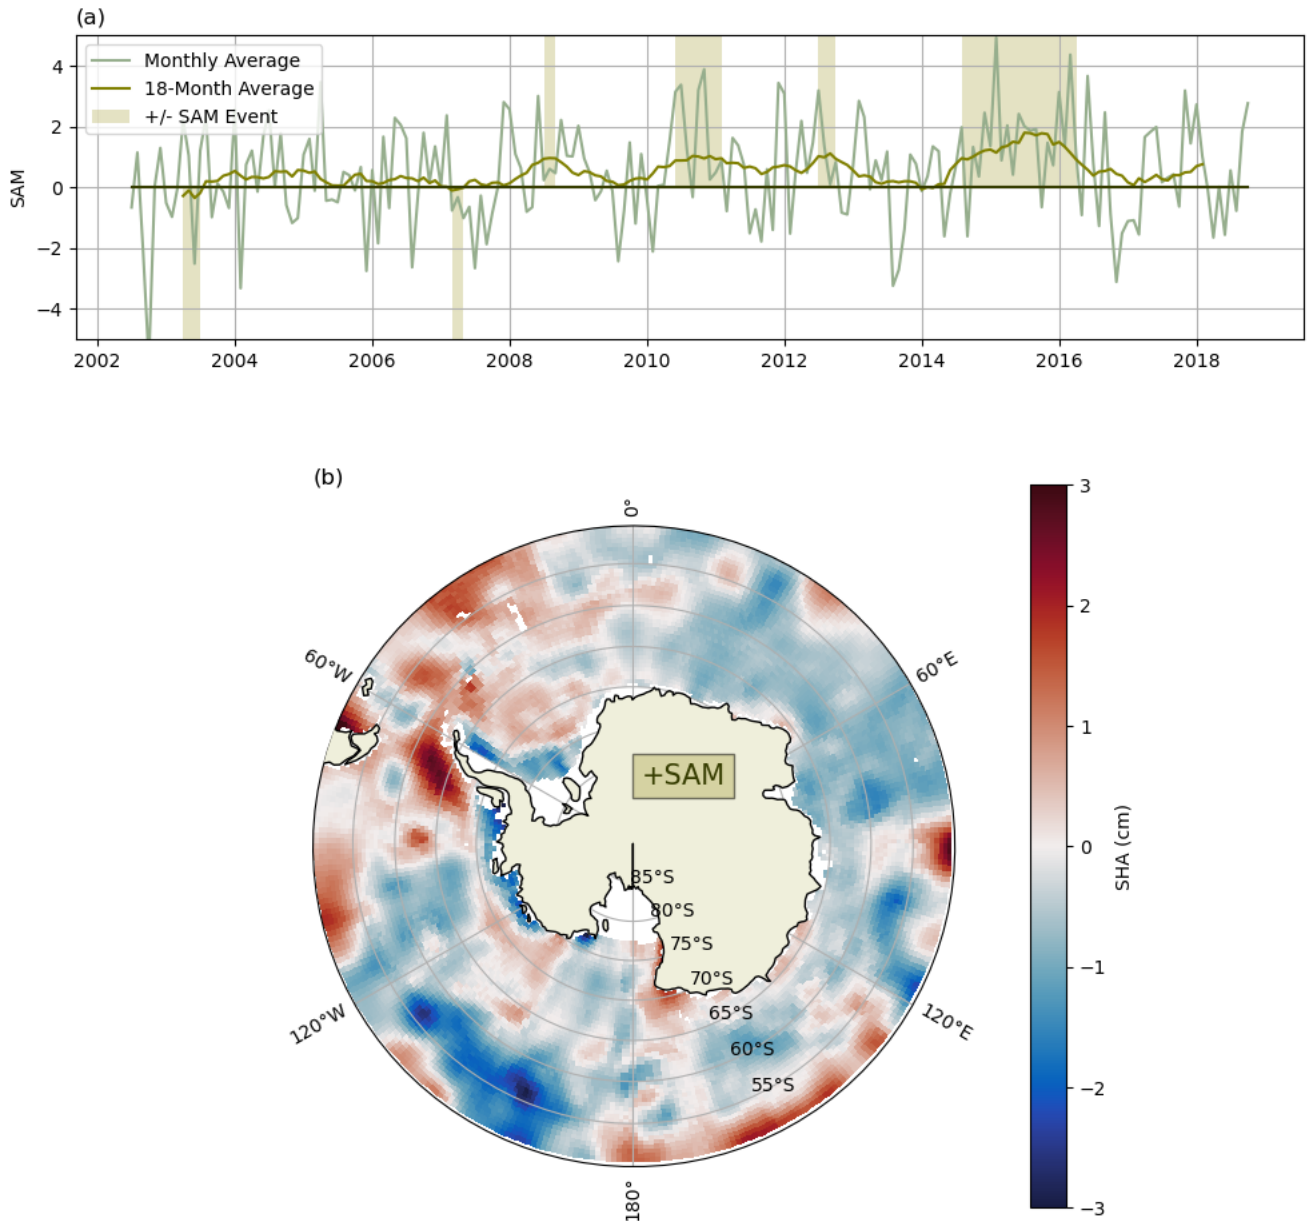 (a)
SAM
4
2
0
−2
−4
Monthly Average
18-Month Average
+/- SAM Event
2002 2004 2006 2008 2010 2012 2014 2016 2018
(b)
0°
60°W
60°E
+SAM
85°S
80°S
75°S
70°S
65°S
60°S
55°S
120°W
120°E
180°
3
2
1
0
−1
−2
−3
SHA (cm)